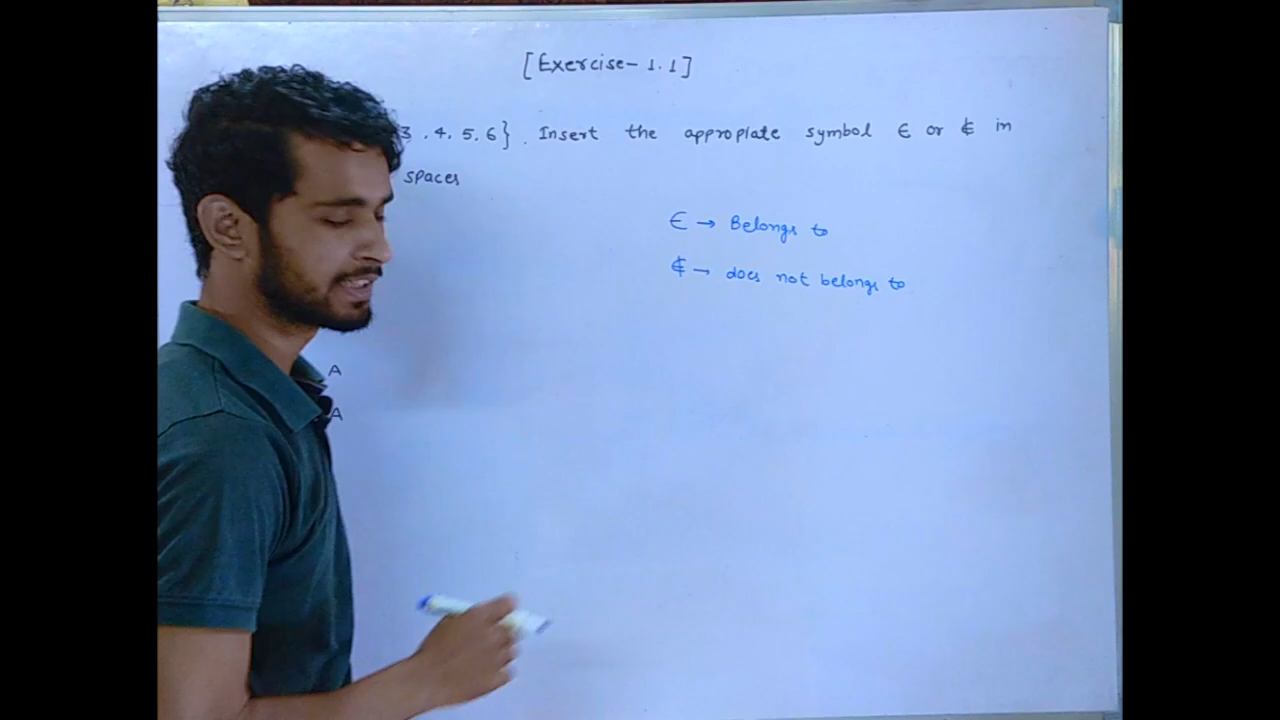 [Exercise- 1.1]
3 . 4. 5. 6} . Insert the appropiate symbol ∈ or ∉ in
spaces
∈ → Belongs to
∉ → does not belongs to
A
A